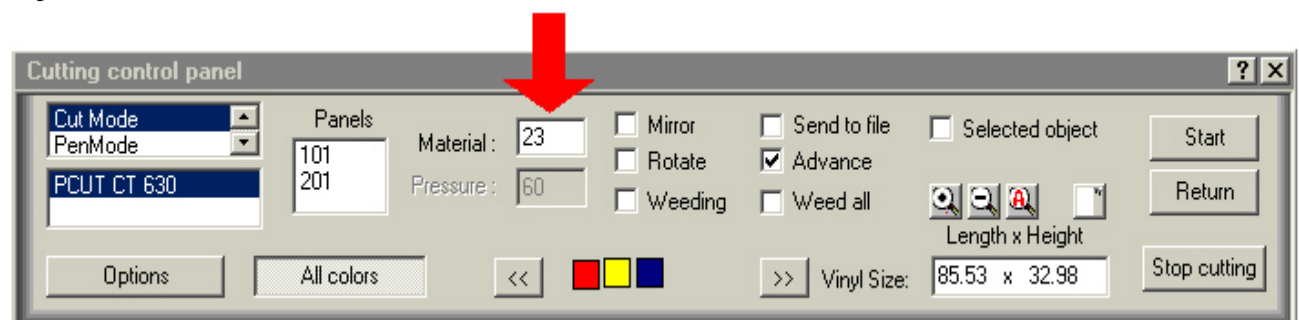 Cutting control panel
? X
Cut Mode
PenMode
PCUT CT 630
Panels
101
201
Material : 23
Pressure : 60
Mirror
Rotate
Weeding
Send to file
Advance
Weed all
Selected object
A
Length x Height
Start
Return
Options
All colors
<<
>>
Vinyl Size: 85.53 x 32.98
Stop cutting